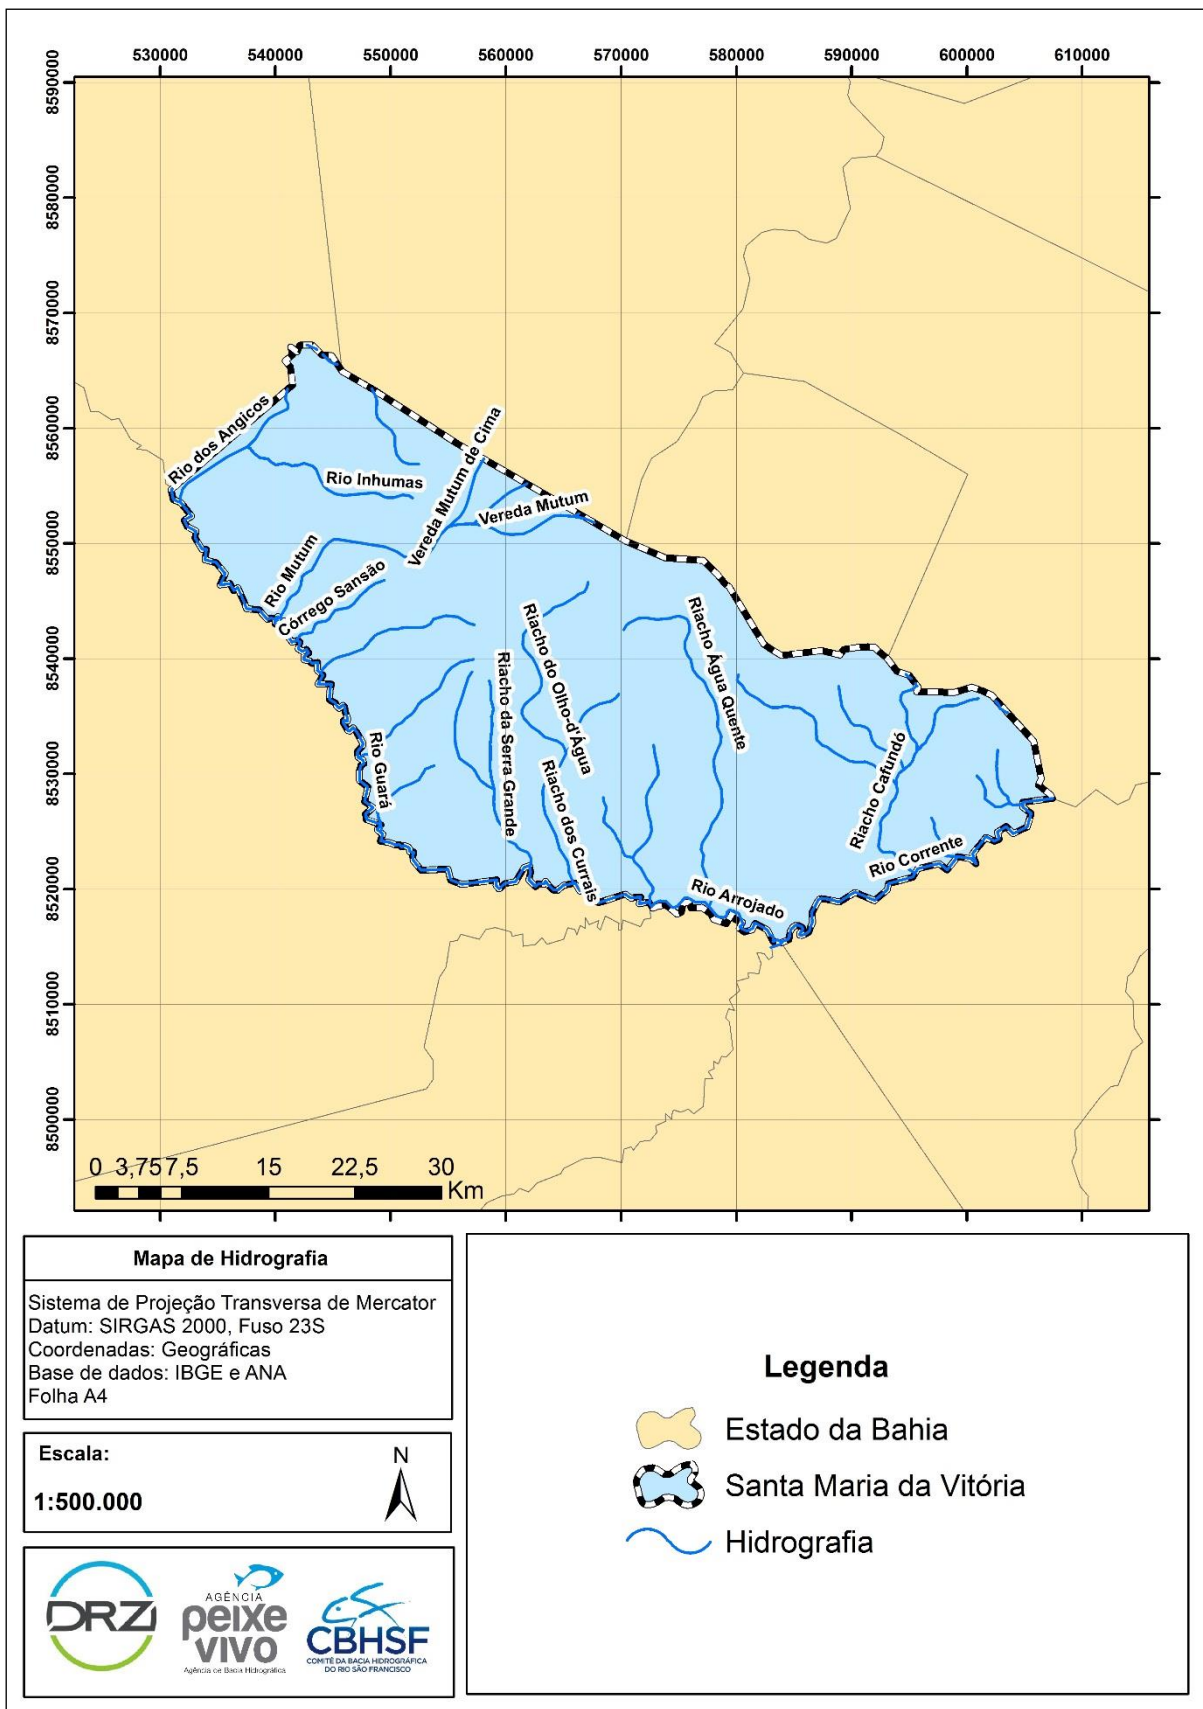 530000 540000 550000 560000 570000 580000 590000 600000 610000
8590000
8580000
8570000
8560000
8550000
8540000
8530000
8520000
8510000
8500000
Rio dos Angicos
Rio Inhumas
Vereda Mutum de Cima
Vereda Mutum
Rio Mutum
Córrego Sansão
Riacho do Olho-d'Água
Riacho Água Quente
Riacho da Serra Grande
Rio Guará
Riacho dos Currais
Riacho Cafundó
Rio Corrente
Rio Arrojado
0 3,75 7,5 15 22,5 30
Km
Mapa de Hidrografia
Sistema de Projeção Transversa de Mercator
Datum: SIRGAS 2000, Fuso 23S
Coordenadas: Geográficas
Base de dados: IBGE e ANA
Folha A4
Escala:
1:500.000
N
Legenda
Estado da Bahia
Santa Maria da Vitória
Hidrografia
DRZ
AGÊNCIA
peixe
VIVO
Agência de Bacia Hidrográfica
CBHSF
COMITÊ DA BACIA HIDROGRÁFICA
DO RIO SÃO FRANCISCO